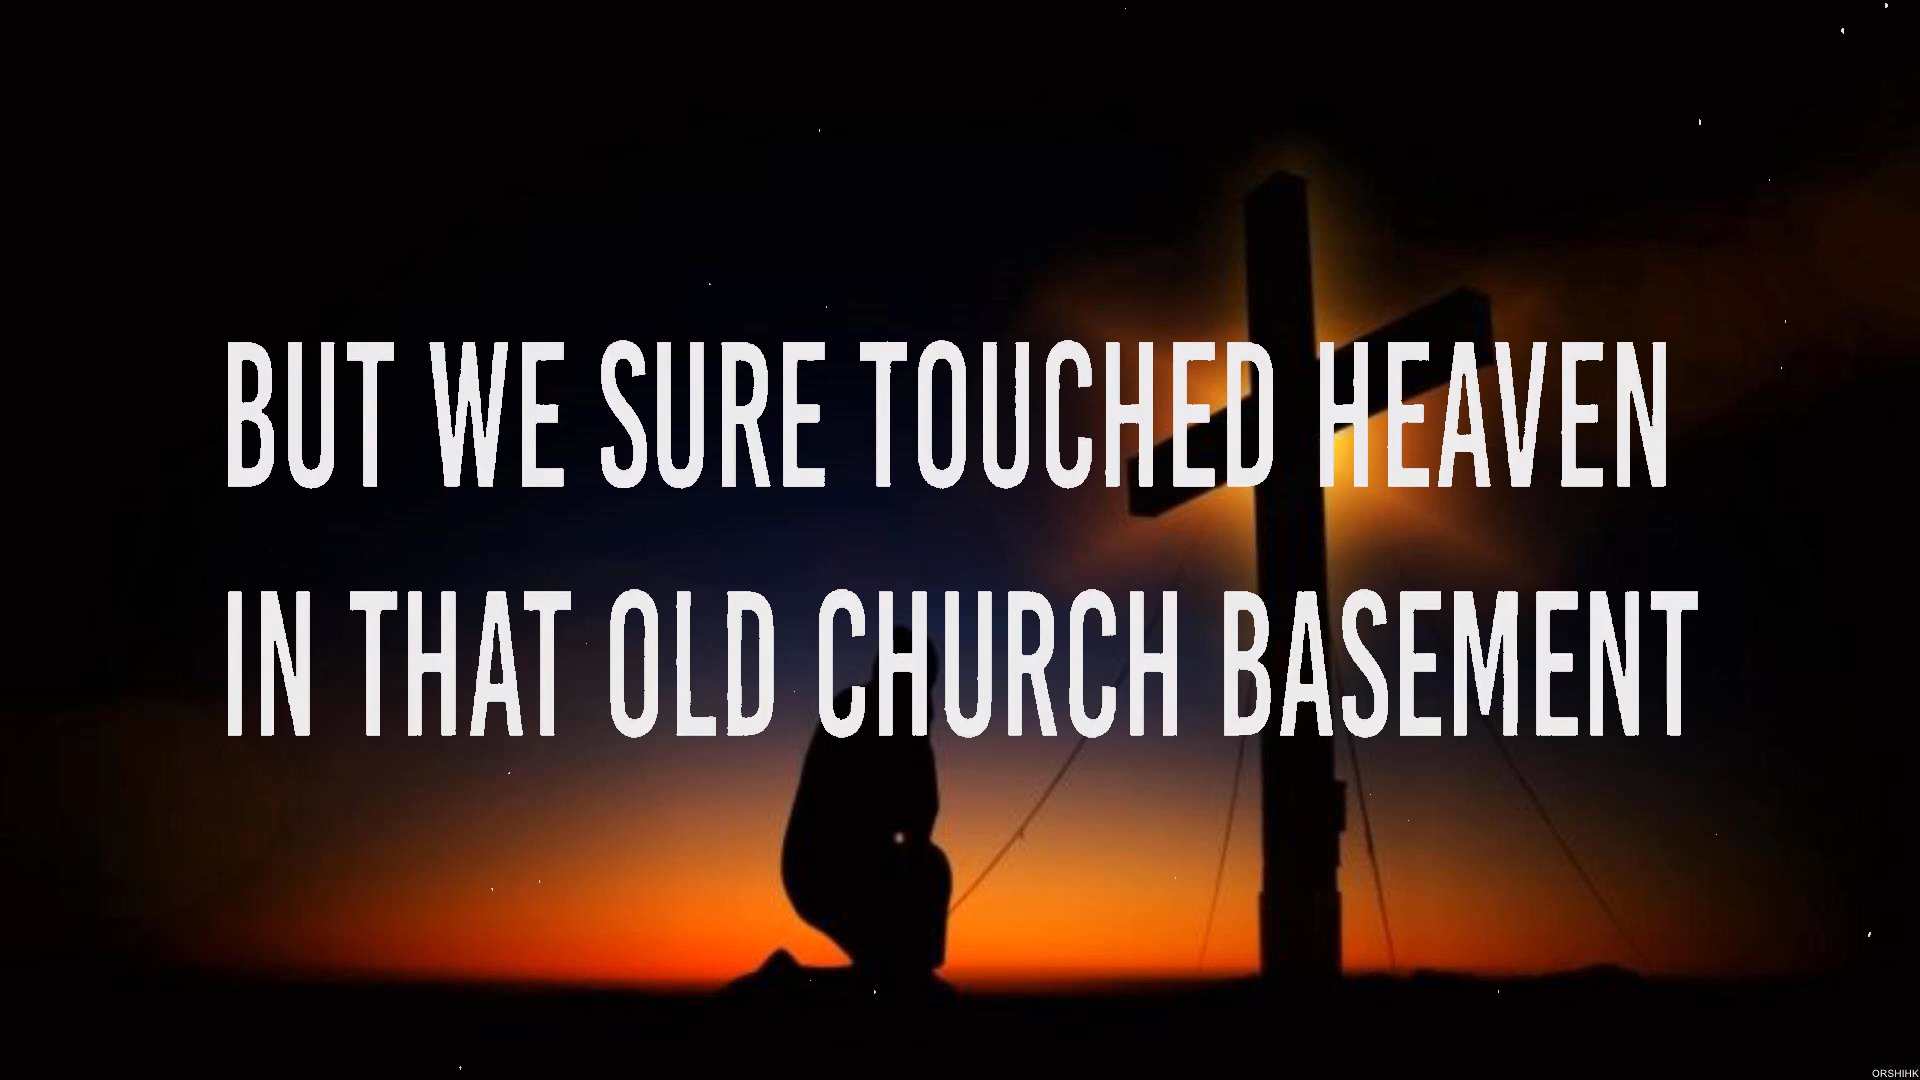 BUT WE SURE TOUCHED HEAVEN
IN THAT OLD CHURCH BASEMENT
ORSHIHK